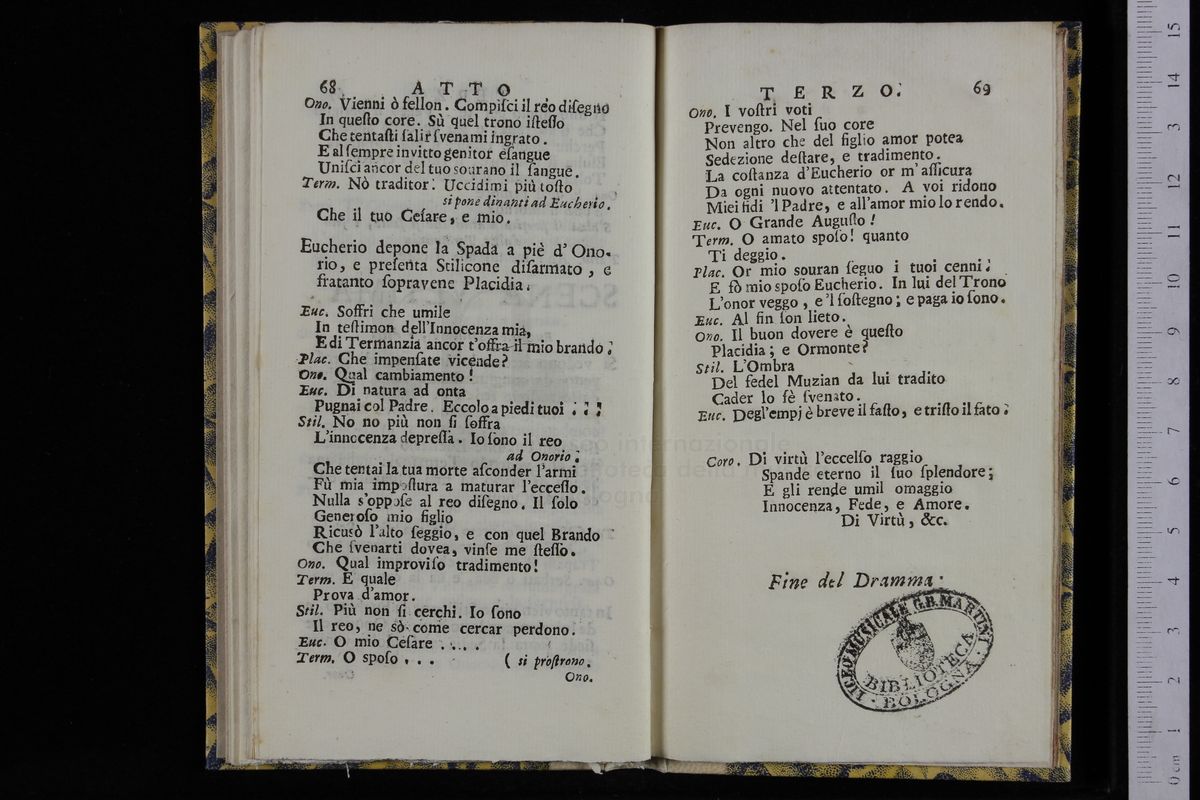 68 ATTO
Ono. Vienni ò fellon. Compiſci il reo diſegno
In queſto core. Sù quel trono iſteſſo
Che tentaſti ſalir ſvenami ingrato.
E al ſempre invitto genitor eſangue
Uniſci ancor del tuo sourano il ſangue.
Term. Nò traditor. Uccidimi più toſto
si pone dinanti ad Eucherio.
Che il tuo Ceſare, e mio.
Eucherio depone la Spada a piè d'Ono-
rio, e preſenta Stilicone diſarmato, e
fratanto ſopravene Placidia.
Euc. Soffri che umile
In teſtimon dell'Innocenza mia,
E di Termanzia ancor t'offra il mio brando.
Plac. Che impenſate vicende?
Ono. Qual cambiamento!
Euc. Di natura ad onta
Pugnai col Padre. Eccolo a piedi tuoi...
Stil. No no più non ſi ſoffra
L'innocenza depreſſa. Io ſono il reo
ad Onorio.
Che tentai la tua morte aſconder l'armi
Fù mia impoſtura a maturar l'ecceſſo.
Nulla s'oppoſe al reo diſegno. Il ſolo
Generoſo mio figlio
Ricusò l'alto ſeggio, e con quel Brando
Che ſvenarti dovea, vinſe me ſteſſo.
Ono. Qual improviſo tradimento!
Term. E quale
Prova d'amor.
Stil. Più non ſi cerchi. Io ſono
Il reo, ne sò come cercar perdono.
Euc. O mio Ceſare .....
Term. O spoſo ... ( si proſtrono.
Ono.
TERZO. 69
Ono. I voſtri voti
Prevengo. Nel ſuo core
Non altro che del figlio amor potea
Sedezione deſtare, e tradimento.
La coſtanza d'Eucherio or m'aſſicura
Da ogni nuovo attentato. A voi ridono
Miei fidi 'l Padre, e all'amor mio lo rendo.
Euc. O Grande Auguſto!
Term. O amato spoſo! quanto
Ti deggio.
Plac. Or mio souran ſeguo i tuoi cenni.
E fò mio spoſo Eucherio. In lui del Trono
L'onor veggo, e'l ſoſtegno; e paga io ſono.
Euc. Al fin ſon lieto.
Ono. Il buon dovere è queſto
Placidia; e Ormonte?
Stil. L'Ombra
Del fedel Muzian da lui tradito
Cader lo fè ſvenato.
Euc. Degl'empj è breve il faſto, e triſto il fato.
Coro. Di virtù l'eccelſo raggio
Spande eterno il ſuo ſplendore;
E gli rende umil omaggio
Innocenza, Fede, e Amore.
Di Virtù, &c.
Fine del Dramma.
LICEO MUSICALE G.B. MARTINI
BIBLIOTECA
BOLOGNA